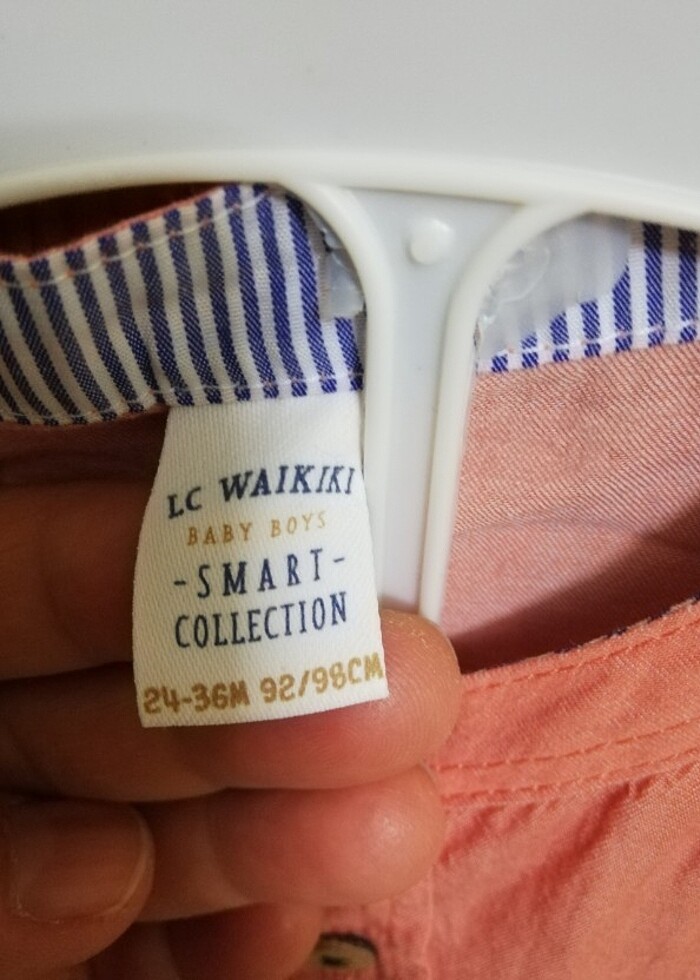 LC WAIKIKI
BABY BOYS
-SMART-
COLLECTION
24-36M 92/98CM